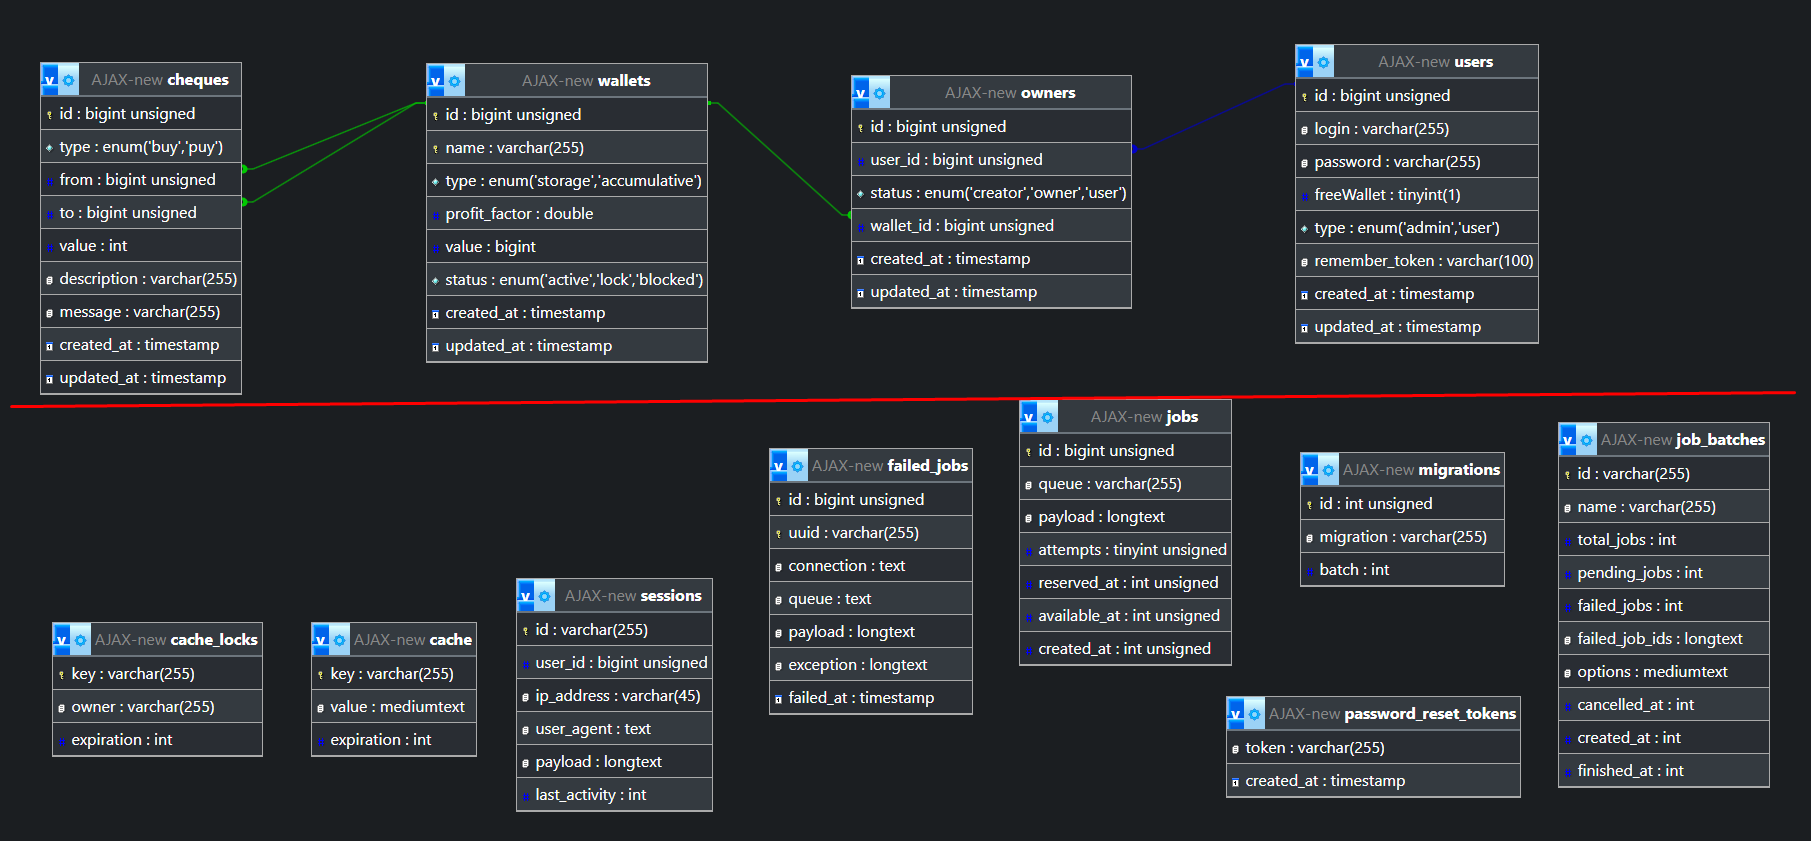 AJAX-new cheques
id : bigint unsigned
type : enum('buy','puy')
from : bigint unsigned
to : bigint unsigned
value : int
description : varchar(255)
message : varchar(255)
created_at : timestamp
updated_at : timestamp
AJAX-new wallets
id : bigint unsigned
name : varchar(255)
type : enum('storage','accumulative')
profit_factor : double
value : bigint
status : enum('active','lock','blocked')
created_at : timestamp
updated_at : timestamp
AJAX-new owners
id : bigint unsigned
user_id : bigint unsigned
status : enum('creator','owner','user')
wallet_id : bigint unsigned
created_at : timestamp
updated_at : timestamp
AJAX-new users
id : bigint unsigned
login : varchar(255)
password : varchar(255)
freeWallet : tinyint(1)
type : enum('admin','user')
remember_token : varchar(100)
created_at : timestamp
updated_at : timestamp
AJAX-new cache_locks
key : varchar(255)
owner : varchar(255)
expiration : int
AJAX-new cache
key : varchar(255)
value : mediumtext
expiration : int
AJAX-new sessions
id : varchar(255)
user_id : bigint unsigned
ip_address : varchar(45)
user_agent : text
payload : longtext
last_activity : int
AJAX-new failed_jobs
id : bigint unsigned
uuid : varchar(255)
connection : text
queue : text
payload : longtext
exception : longtext
failed_at : timestamp
AJAX-new jobs
id : bigint unsigned
queue : varchar(255)
payload : longtext
attempts : tinyint unsigned
reserved_at : int unsigned
available_at : int unsigned
created_at : int unsigned
AJAX-new migrations
id : int unsigned
migration : varchar(255)
batch : int
AJAX-new password_reset_tokens
token : varchar(255)
created_at : timestamp
AJAX-new job_batches
id : varchar(255)
name : varchar(255)
total_jobs : int
pending_jobs : int
failed_jobs : int
failed_job_ids : longtext
options : mediumtext
cancelled_at : int
created_at : int
finished_at : int